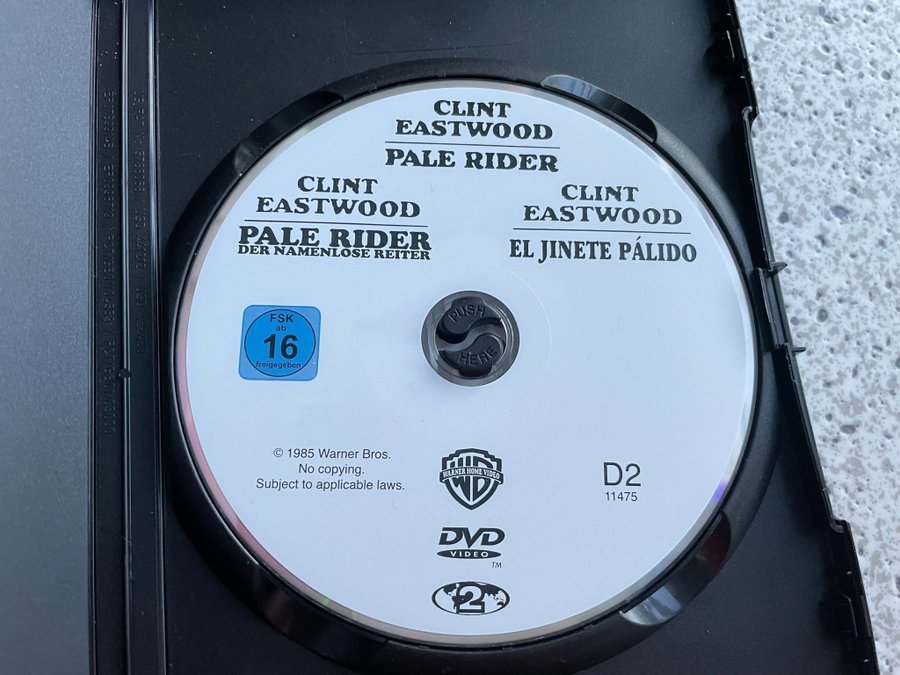 CLINT
EASTWOOD
PALE RIDER
CLINT
EASTWOOD
PALE RIDER
DER NAMENLOSE REITER
CLINT
EASTWOOD
EL JINETE PÁLIDO
PUSH
HERE
FSK
ab
16
freigegeben
© 1985 Warner Bros.
No copying.
Subject to applicable laws.
WARNER HOME VIDEO
D2
11475
DVD
VIDEO
TM
2